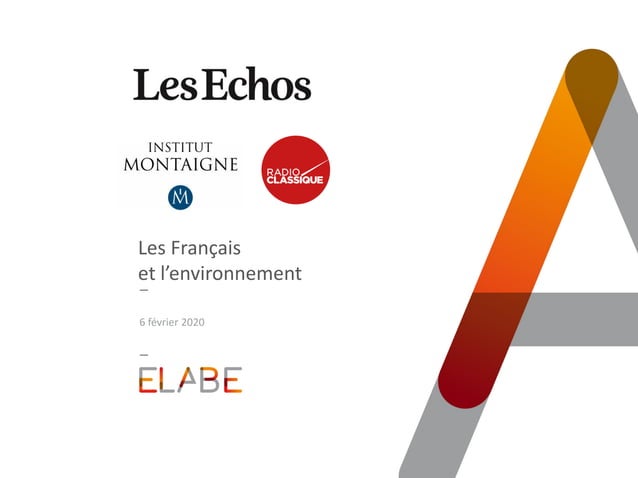 Les Echos
INSTITUT
MONTAIGNE
M
RADIO
CLASSIQUE
Les Français
et l’environnement
–
6 février 2020
–
ELABE